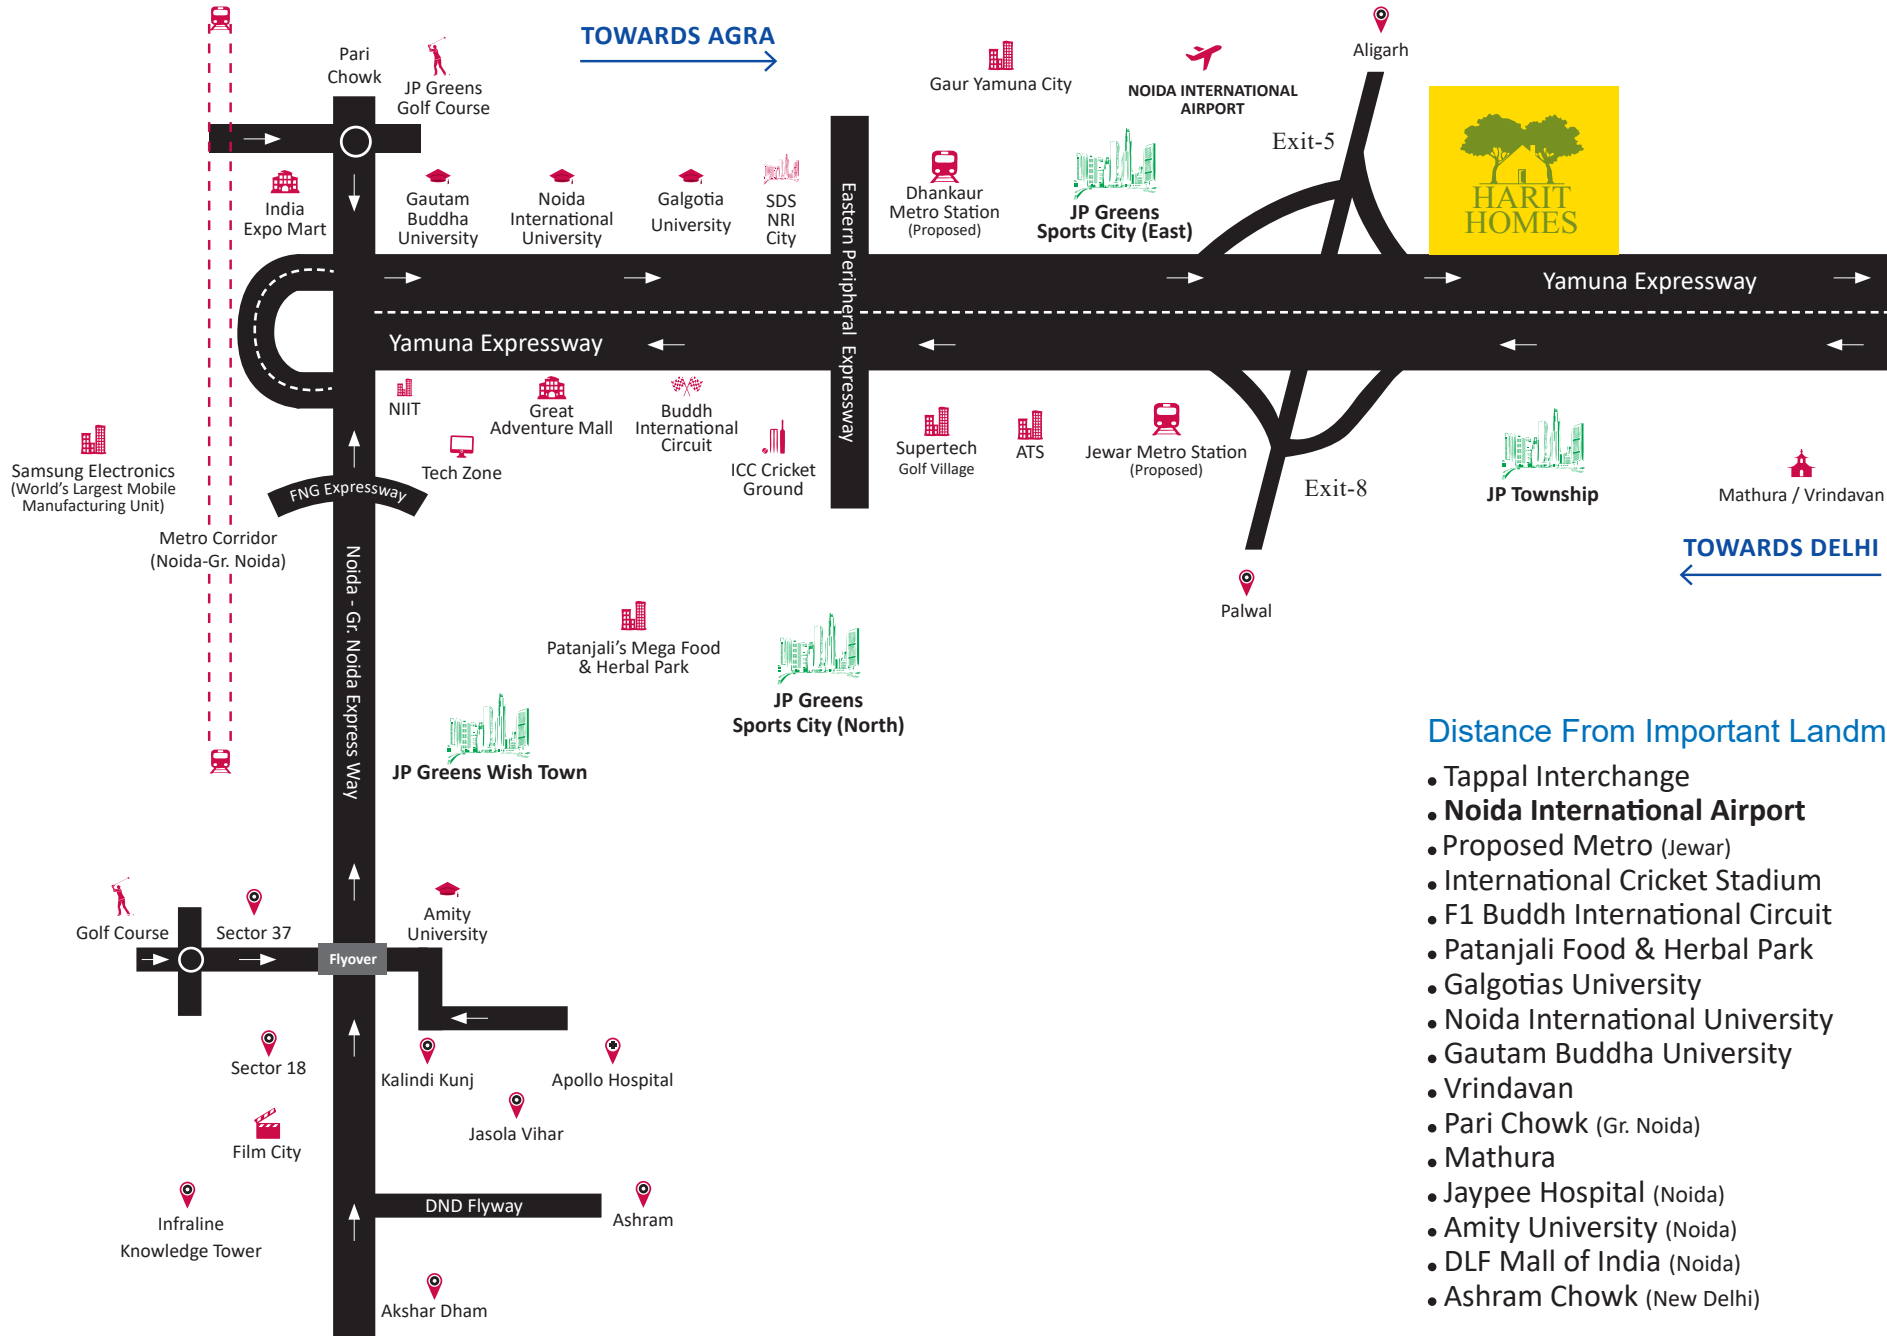 TOWARDS AGRA
Pari
Chowk
JP Greens
Golf Course
Gaur Yamuna City
NOIDA INTERNATIONAL
AIRPORT
Aligarh
Exit-5
HARIT
HOMES
India
Expo Mart
Gautam
Buddha
University
Noida
International
University
Galgotia
University
SDS
NRI
City
Eastern Peripheral Expressway
Dhankaur
Metro Station
(Proposed)
JP Greens
Sports City (East)
Yamuna Expressway
Yamuna Expressway
NIIT
Great
Adventure Mall
Buddh
International
Circuit
Tech Zone
ICC Cricket
Ground
Supertech
Golf Village
ATS
Jewar Metro Station
(Proposed)
Exit-8
JP Township
Mathura / Vrindavan
TOWARDS DELHI
Palwal
Samsung Electronics
(World's Largest Mobile
Manufacturing Unit)
FNG Expressway
Metro Corridor
(Noida-Gr. Noida)
Noida - Gr. Noida Express Way
Patanjali's Mega Food
& Herbal Park
JP Greens
Sports City (North)
JP Greens Wish Town
Golf Course
Sector 37
Flyover
Amity
University
Sector 18
Kalindi Kunj
Apollo Hospital
Jasola Vihar
Film City
DND Flyway
Ashram
Infraline
Knowledge Tower
Akshar Dham
Distance From Important Landm
• Tappal Interchange
• Noida International Airport
• Proposed Metro (Jewar)
• International Cricket Stadium
• F1 Buddh International Circuit
• Patanjali Food & Herbal Park
• Galgotias University
• Noida International University
• Gautam Buddha University
• Vrindavan
• Pari Chowk (Gr. Noida)
• Mathura
• Jaypee Hospital (Noida)
• Amity University (Noida)
• DLF Mall of India (Noida)
• Ashram Chowk (New Delhi)